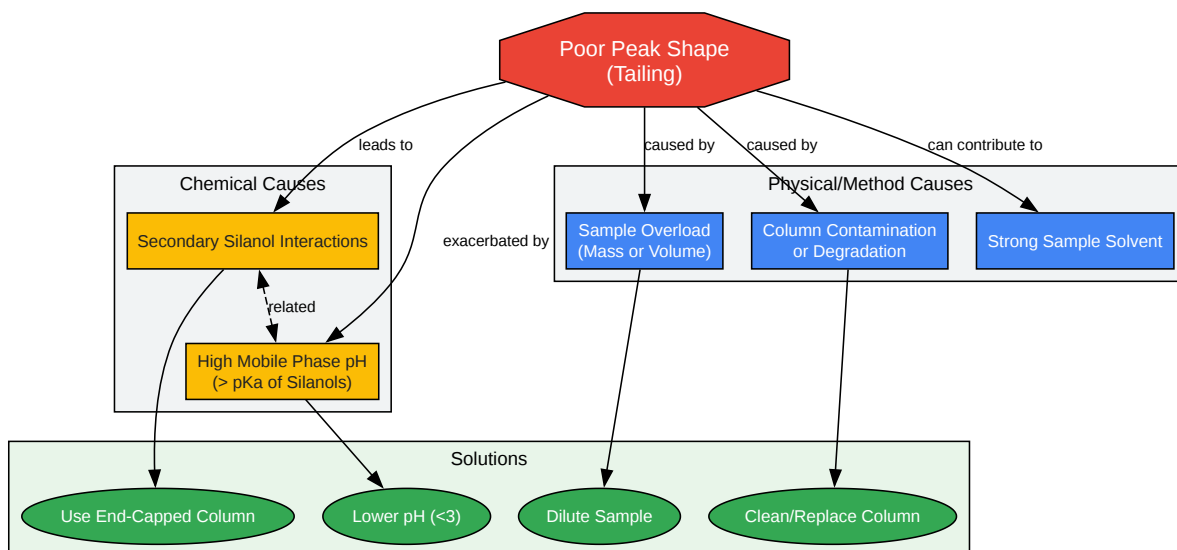 Poor Peak Shape
(Tailing)
leads to
caused by
caused by
can contribute to
Chemical Causes
Physical/Method Causes
Secondary Silanol Interactions
exacerbated by
Sample Overload
(Mass or Volume)
Column Contamination
or Degradation
Strong Sample Solvent
related
High Mobile Phase pH
(> pKa of Silanols)
Solutions
Use End-Capped Column
Lower pH (<3)
Dilute Sample
Clean/Replace Column